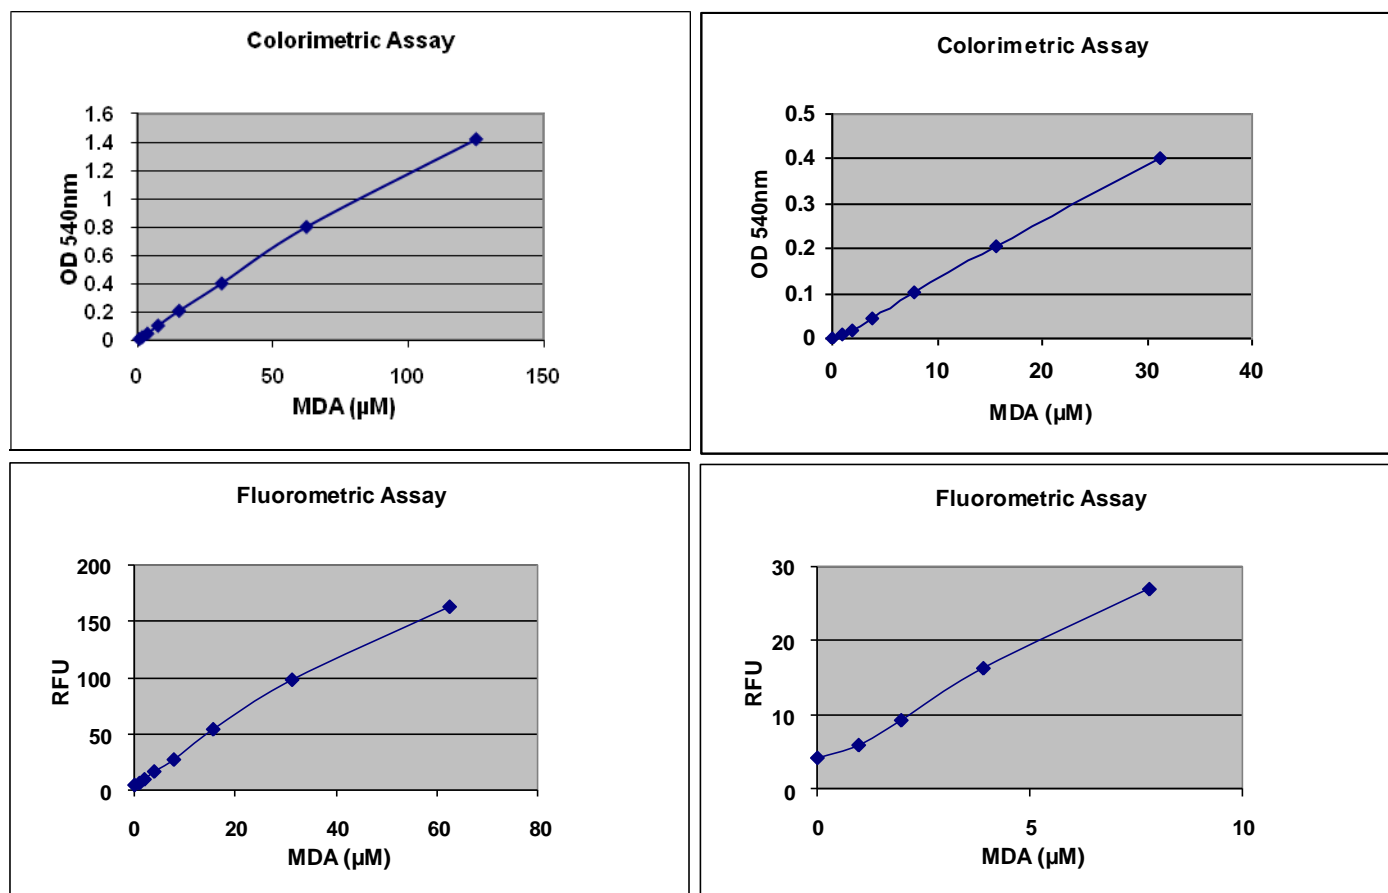 Colorimetric Assay
1.6
1.4
1.2
1
0.8
0.6
0.4
0.2
0
OD 540nm
0 50 100 150
MDA (µM)
Colorimetric Assay
0.5
0.4
0.3
0.2
0.1
0
OD 540nm
0 10 20 30 40
MDA (µM)
Fluorometric Assay
200
150
100
50
0
RFU
0 20 40 60 80
MDA (µM)
Fluorometric Assay
30
20
10
0
RFU
0 5 10
MDA (µM)